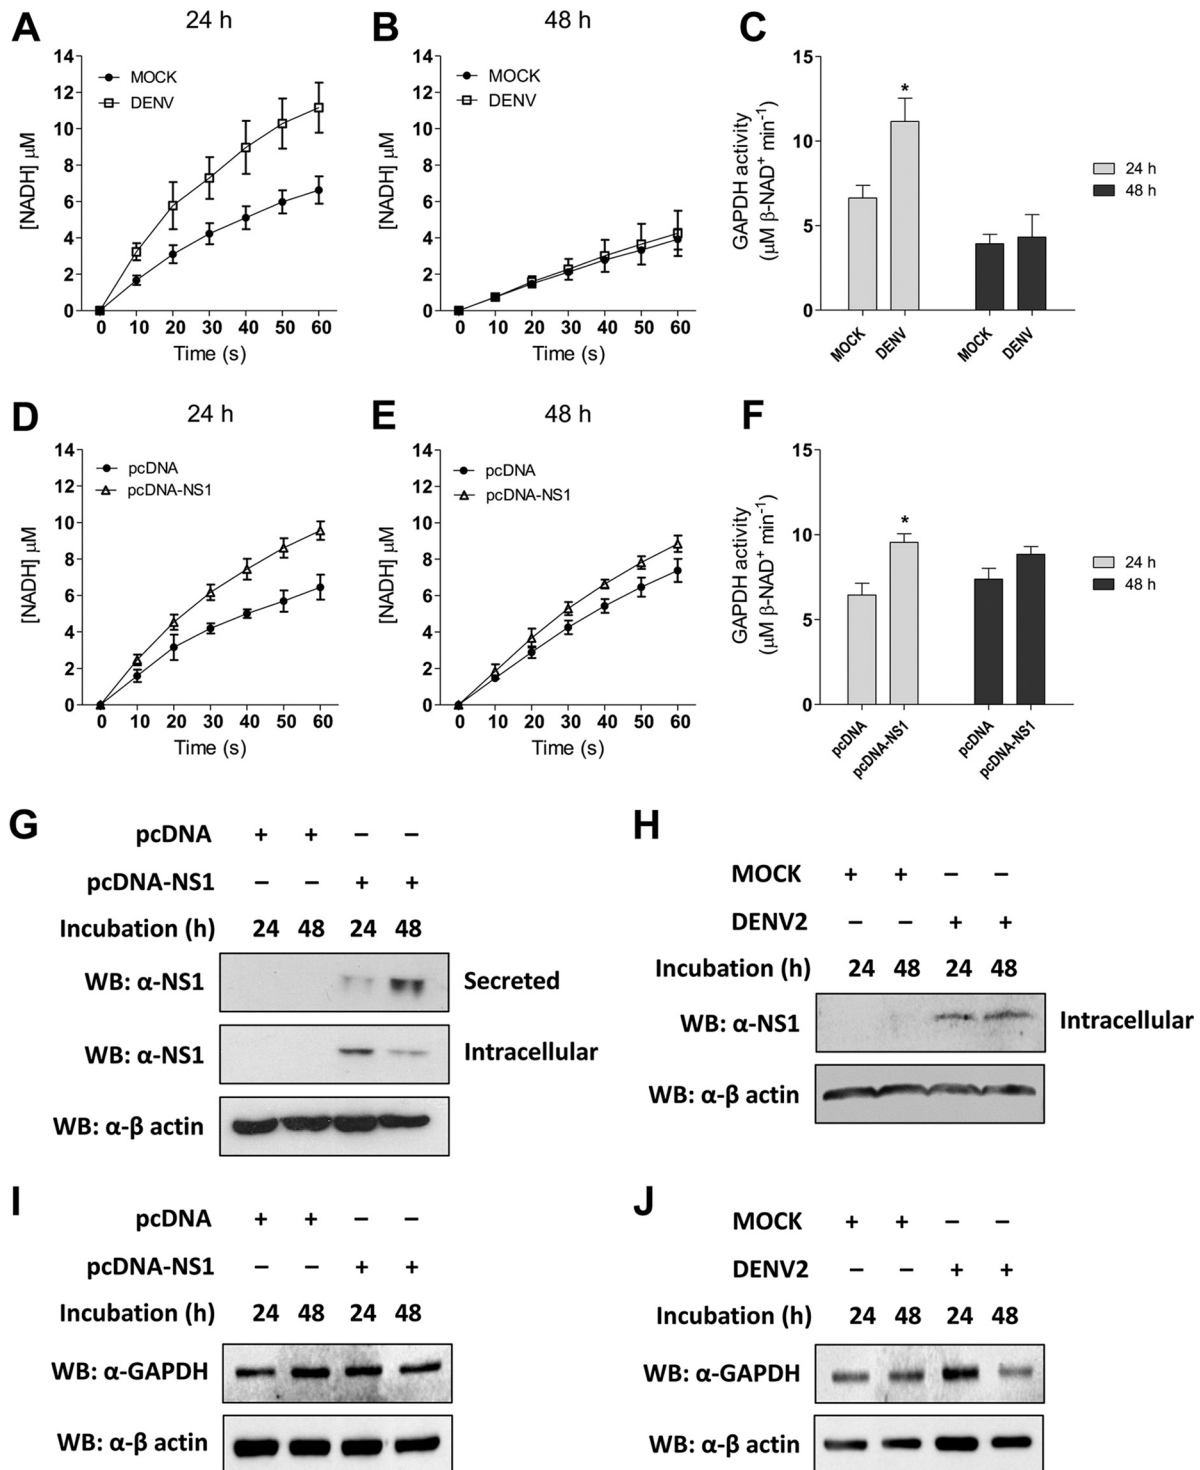 A
24 h
MOCK
DENV
[NADH] µM
14
12
10
8
6
4
2
0
0 10 20 30 40 50 60
Time (s)
B
48 h
MOCK
DENV
[NADH] µM
14
12
10
8
6
4
2
0
0 10 20 30 40 50 60
Time (s)
C
GAPDH activity
(µM β-NAD⁺ min⁻¹)
15
10
5
0
*
MOCK DENV MOCK DENV
24 h
48 h
D
24 h
pcDNA
pcDNA-NS1
[NADH] µM
14
12
10
8
6
4
2
0
0 10 20 30 40 50 60
Time (s)
E
48 h
pcDNA
pcDNA-NS1
[NADH] µM
14
12
10
8
6
4
2
0
0 10 20 30 40 50 60
Time (s)
F
GAPDH activity
(µM β-NAD⁺ min⁻¹)
15
10
5
0
*
pcDNA pcDNA-NS1 pcDNA pcDNA-NS1
24 h
48 h
G
pcDNA + + − −
pcDNA-NS1 − − + +
Incubation (h) 24 48 24 48
WB: α-NS1 Secreted
WB: α-NS1 Intracellular
WB: α-β actin
H
MOCK + + − −
DENV2 − − + +
Incubation (h) 24 48 24 48
WB: α-NS1 Intracellular
WB: α-β actin
I
pcDNA + + − −
pcDNA-NS1 − − + +
Incubation (h) 24 48 24 48
WB: α-GAPDH
WB: α-β actin
J
MOCK + + − −
DENV2 − − + +
Incubation (h) 24 48 24 48
WB: α-GAPDH
WB: α-β actin